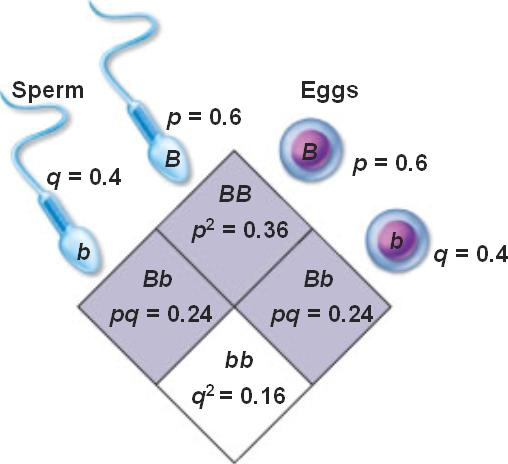 Sperm
Eggs
p = 0.6
B
B
p = 0.6
q = 0.4
b
b
q = 0.4
BB
p² = 0.36
Bb
pq = 0.24
Bb
pq = 0.24
bb
q² = 0.16